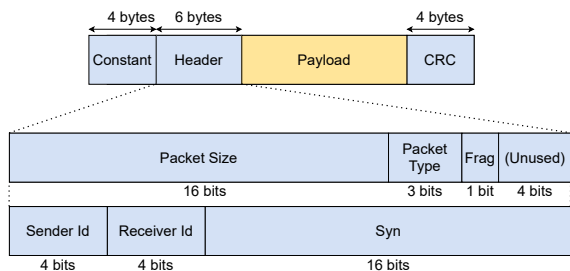 4 bytes 6 bytes 4 bytes
Constant Header Payload CRC
Packet Size Packet Type Frag (Unused)
16 bits 3 bits 1 bit 4 bits
Sender Id Receiver Id Syn
4 bits 4 bits 16 bits